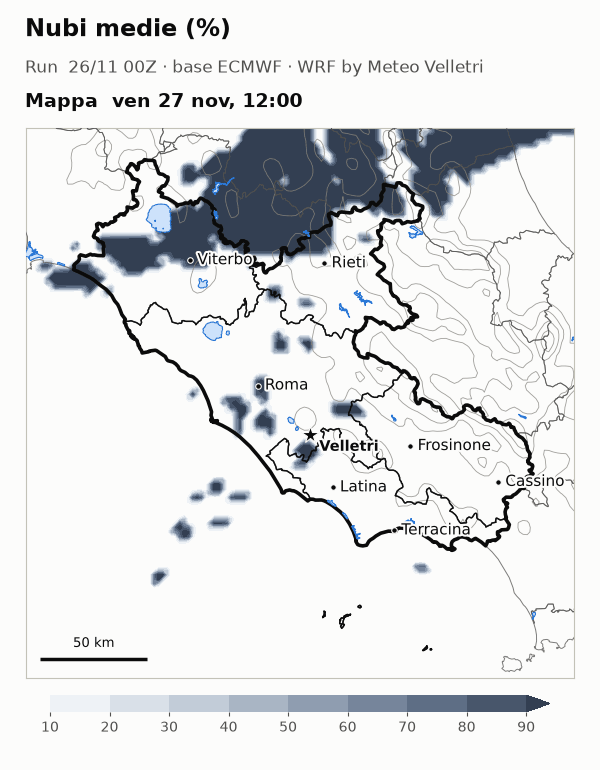 Nubi medie (%)
Run  26/11 00Z · base ECMWF · WRF by Meteo Velletri
Mappa  ven 27 nov, 12:00
Viterbo
Rieti
Roma
Velletri
Frosinone
Cassino
Latina
Terracina
50 km
10 20 30 40 50 60 70 80 90